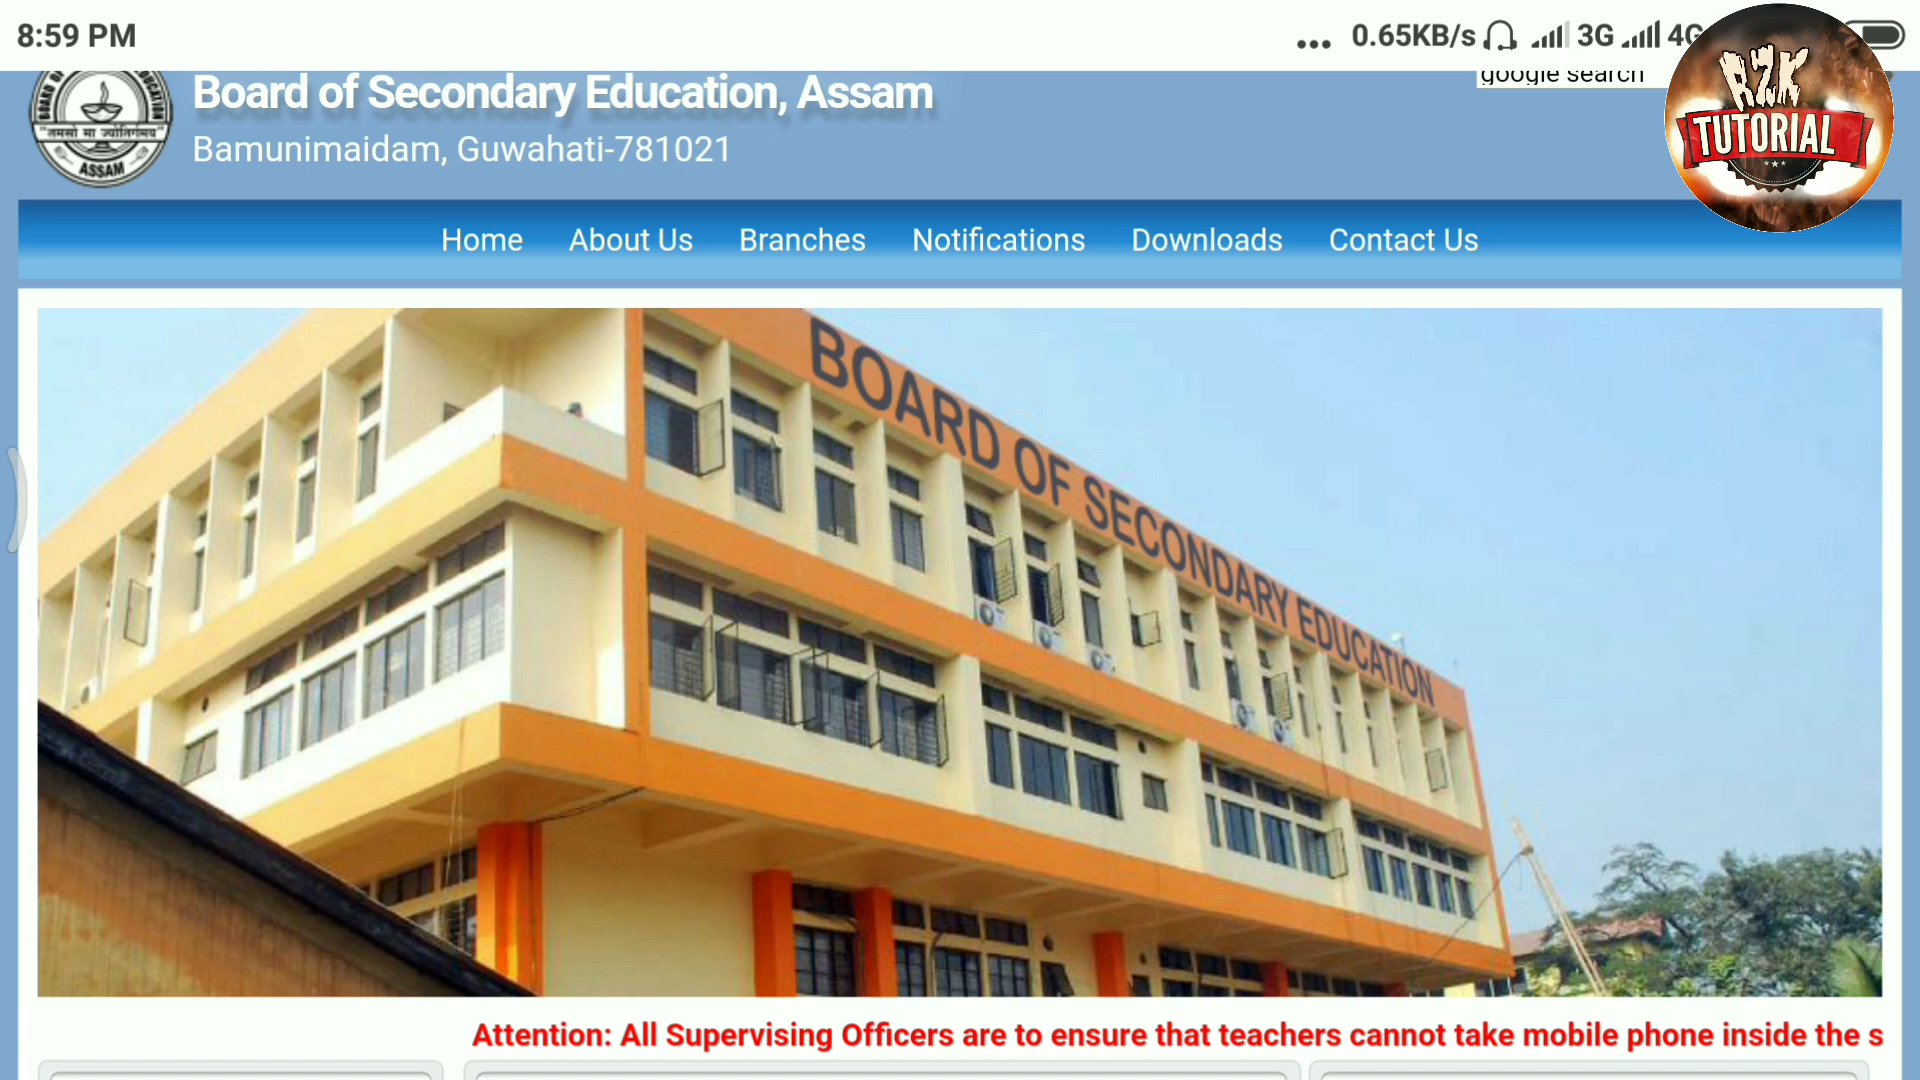 8:59 PM
... 0.65KB/s 3G 4G
google search
Board of Secondary Education, Assam
Bamunimaidam, Guwahati-781021
तमसो मा ज्योतिर्गमय
ASSAM
RZK
TUTORIAL
Home About Us Branches Notifications Downloads Contact Us
BOARD OF SECONDARY EDUCATION
Attention: All Supervising Officers are to ensure that teachers cannot take mobile phone inside the s